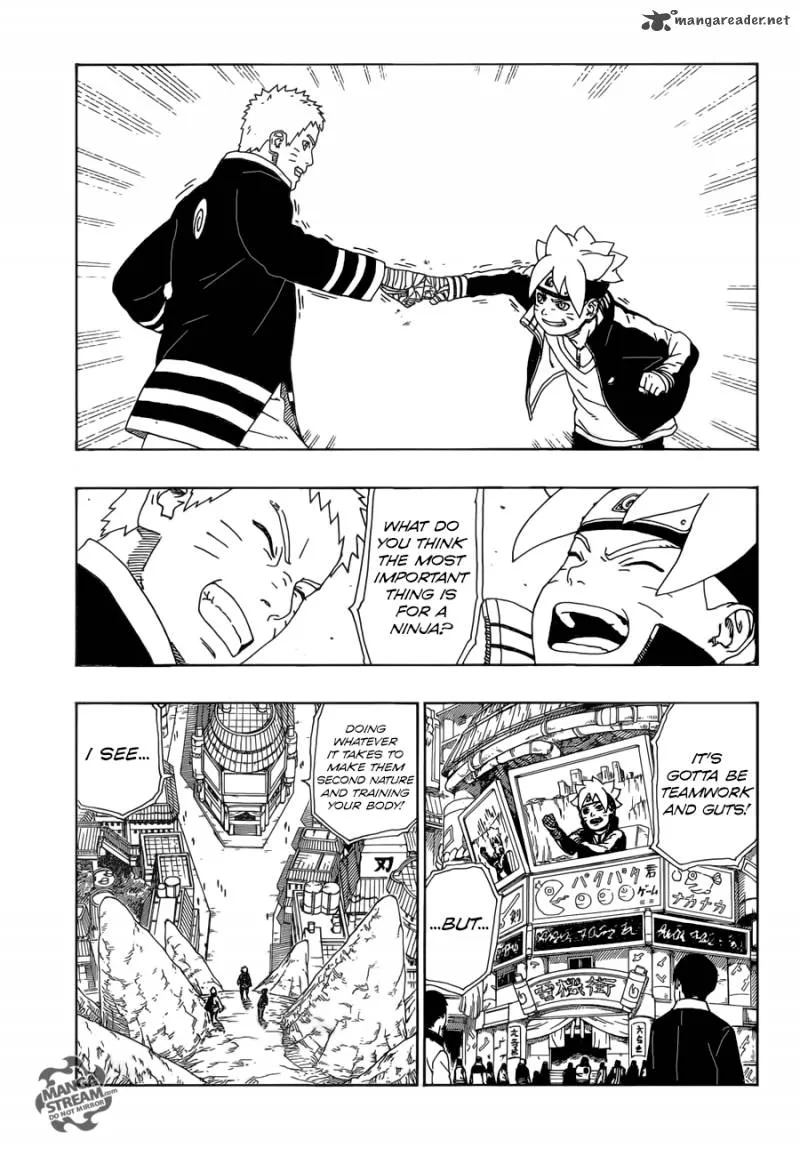 mangareader.net
WHAT DO
YOU THINK
THE MOST
IMPORTANT
THING IS
FOR A
NINJA?
IT'S
GOTTA BE
TEAMWORK
AND GUTS!
...BUT...
パクパク君
ゲーム
ナカナカ
DOING
WHATEVER
IT TAKES TO
MAKE THEM
SECOND NATURE
AND TRAINING
YOUR BODY!
I SEE...
刃
MANGA
STREAM.com
DO NOT MIRROR!